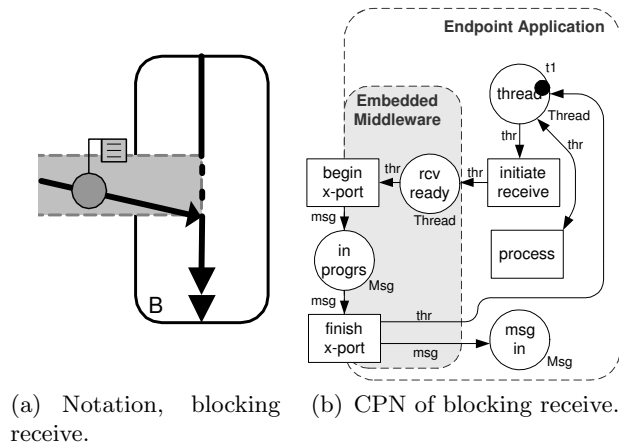 Endpoint Application
t1
thread
Thread
Embedded
Middleware
thr
thr
begin
x-port
thr
rcv
ready
thr
initiate
receive
msg
Thread
in
progrs
process
Msg
msg
B
finish
x-port
thr
msg
msg
in
Msg
(a) Notation, blocking
receive.
(b) CPN of blocking receive.